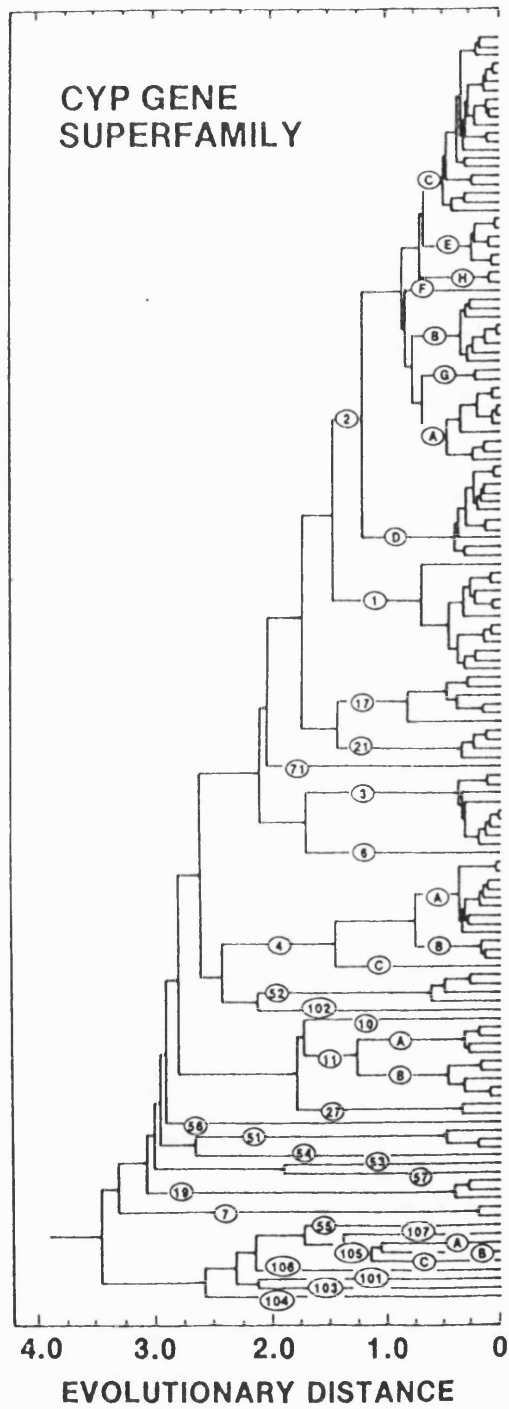 CYP GENE
SUPERFAMILY
C
E
H
F
B
G
2
A
D
1
17
21
71
3
6
A
4
B
C
52
102
10
A
11
B
27
56
51
54
53
57
19
7
55
107
A
105
B
C
106
101
103
104
4.0 3.0 2.0 1.0 0
EVOLUTIONARY DISTANCE